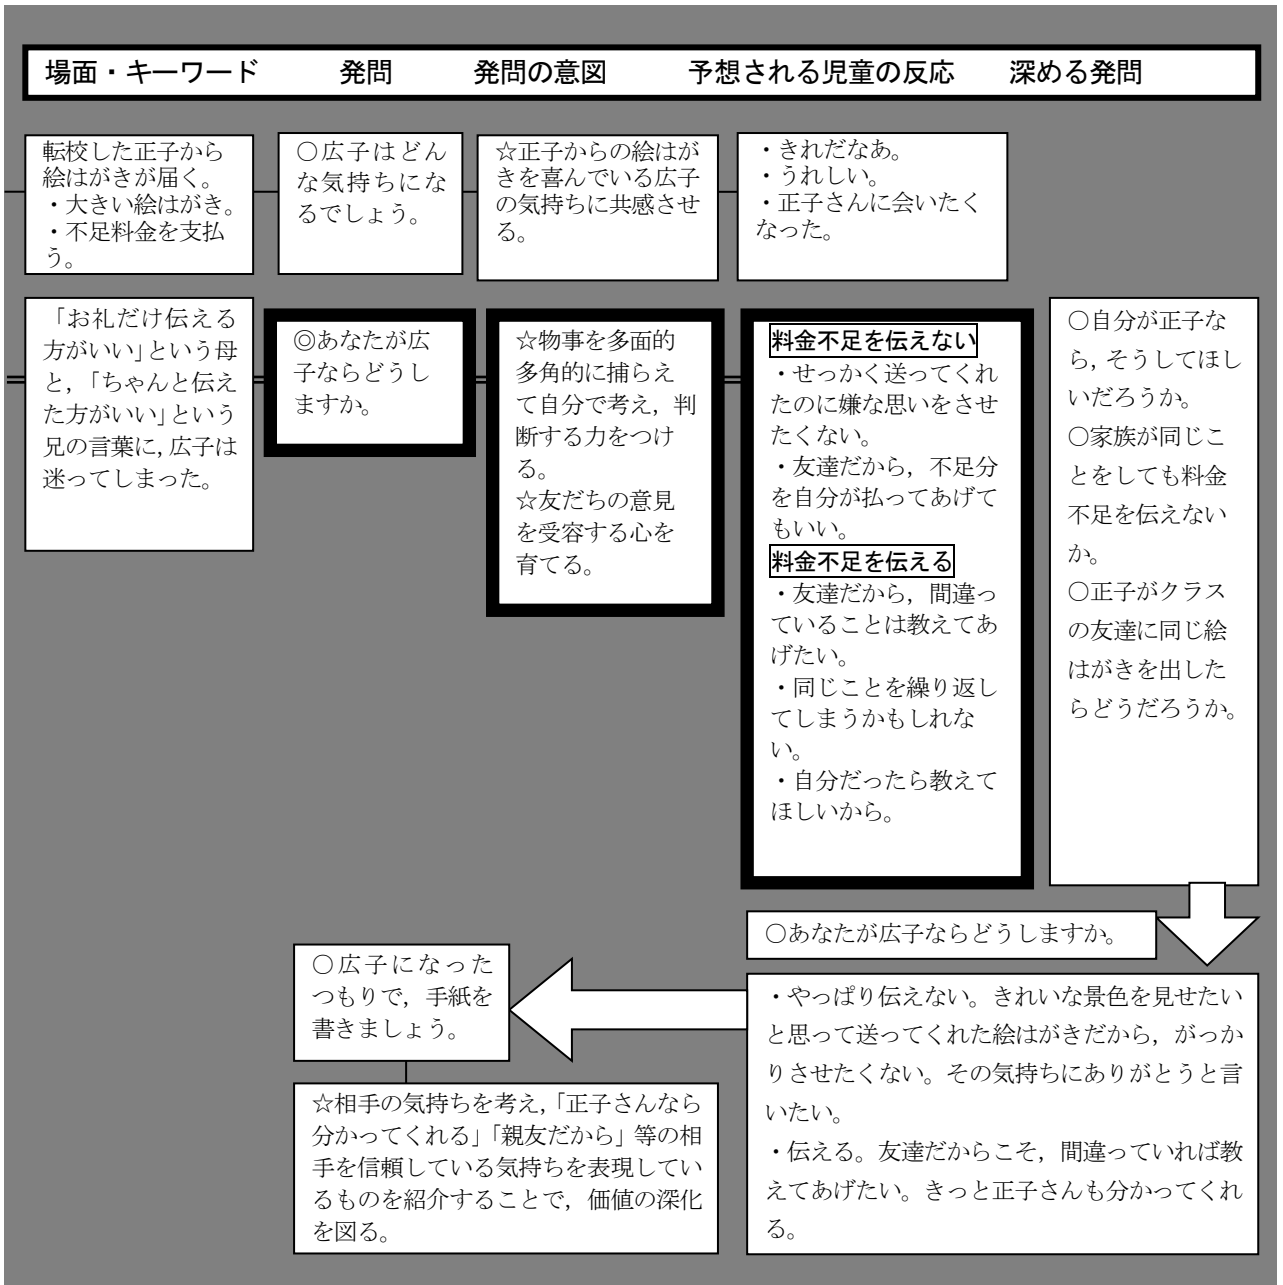 場面・キーワード 発問 発問の意図 予想される児童の反応 深める発問
転校した正子から
絵はがきが届く。
・大きい絵はがき。
・不足料金を支払
う。
○広子はどん
な気持ちにな
るでしょう。
☆正子からの絵はが
きを喜んでいる広子
の気持ちに共感させ
る。
・きれだなあ。
・うれしい。
・正子さんに会いたく
なった。
「お礼だけ伝える
方がいい」という母
と，「ちゃんと伝え
た方がいい」という
兄の言葉に，広子は
迷ってしまった。
◎あなたが広
子ならどうし
ますか。
☆物事を多面的
多角的に捕らえ
て自分で考え，判
断する力をつけ
る。
☆友だちの意見
を受容する心を
育てる。
料金不足を伝えない
・せっかく送ってくれ
たのに嫌な思いをさせ
たくない。
・友達だから，不足分
を自分が払ってあげて
もいい。
料金不足を伝える
・友達だから，間違っ
ていることは教えてあ
げたい。
・同じことを繰り返し
てしまうかもしれな
い。
・自分だったら教えて
ほしいから。
○自分が正子な
ら，そうしてほし
いだろうか。
○家族が同じこ
とをしても料金
不足を伝えない
か。
○正子がクラス
の友達に同じ絵
はがきを出した
らどうだろうか。
○あなたが広子ならどうしますか。
・やっぱり伝えない。きれいな景色を見せたい
と思って送ってくれた絵はがきだから，がっか
りさせたくない。その気持ちにありがとうと言
いたい。
・伝える。友達だからこそ，間違っていれば教
えてあげたい。きっと正子さんも分かってくれ
る。
○広子になった
つもりで，手紙を
書きましょう。
☆相手の気持ちを考え，「正子さんなら
分かってくれる」「親友だから」等の相
手を信頼している気持ちを表現してい
るものを紹介することで，価値の深化
を図る。